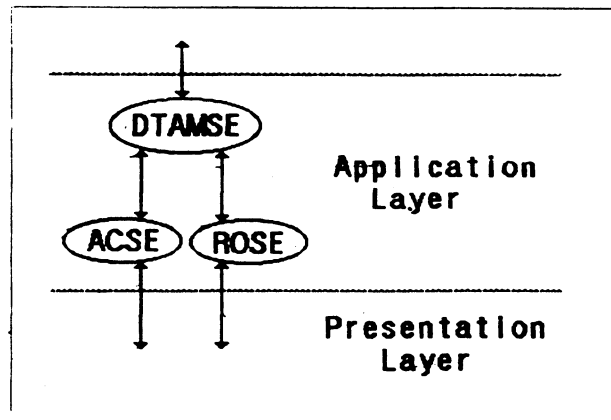 DTAMSE
Application
Layer
ACSE
ROSE
Presentation
Layer